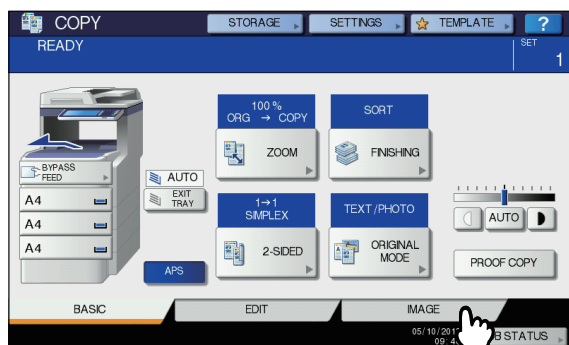 COPY
STORAGE
SETTINGS
TEMPLATE
?
READY
SET
1
100 %
ORG → COPY
ZOOM
SORT
FINISHING
BYPASS
FEED
AUTO
EXIT
TRAY
A4
A4
A4
APS
1→1
SIMPLEX
2-SIDED
TEXT/PHOTO
ORIGINAL
MODE
AUTO
PROOF COPY
BASIC
EDIT
IMAGE
STATUS